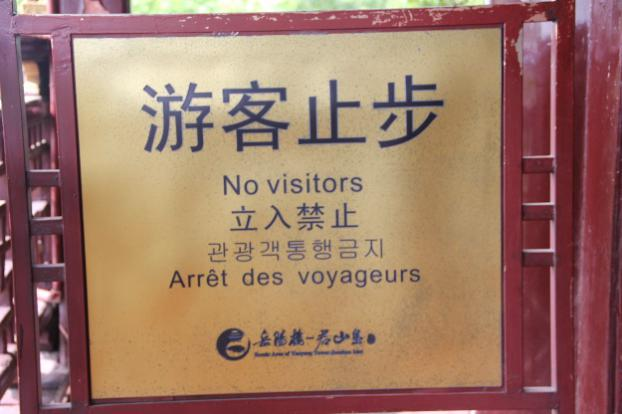 游客止步
No visitors
立入禁止
관광객통행금지
Arrêt des voyageurs
岳阳楼-君山岛